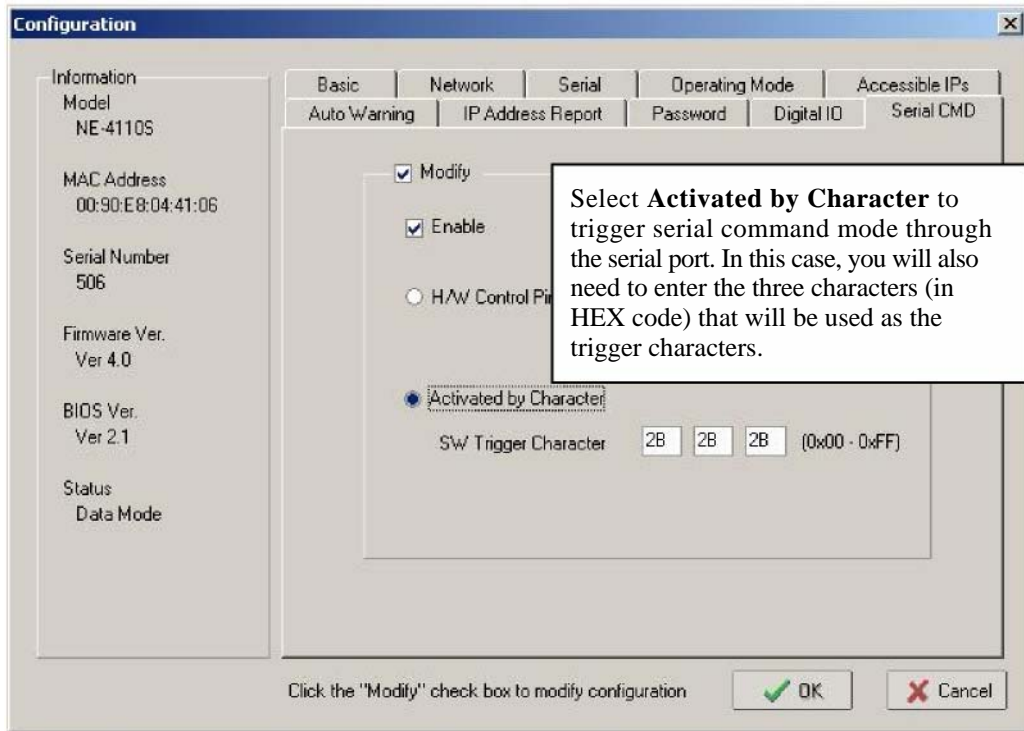 Configuration
Information
Model
NE-4110S
MAC Address
00:90:E8:04:41:06
Serial Number
506
Firmware Ver.
Ver 4.0
BIOS Ver.
Ver 2.1
Status
Data Mode
Basic Network Serial Operating Mode Accessible IPs
Auto Warning IP Address Report Password Digital IO Serial CMD
Modify
Enable
H/W Control Pi
Select Activated by Character to
trigger serial command mode through
the serial port. In this case, you will also
need to enter the three characters (in
HEX code) that will be used as the
trigger characters.
Activated by Character
SW Trigger Character 2B 2B 2B (0x00 - 0xFF)
Click the "Modify" check box to modify configuration OK Cancel